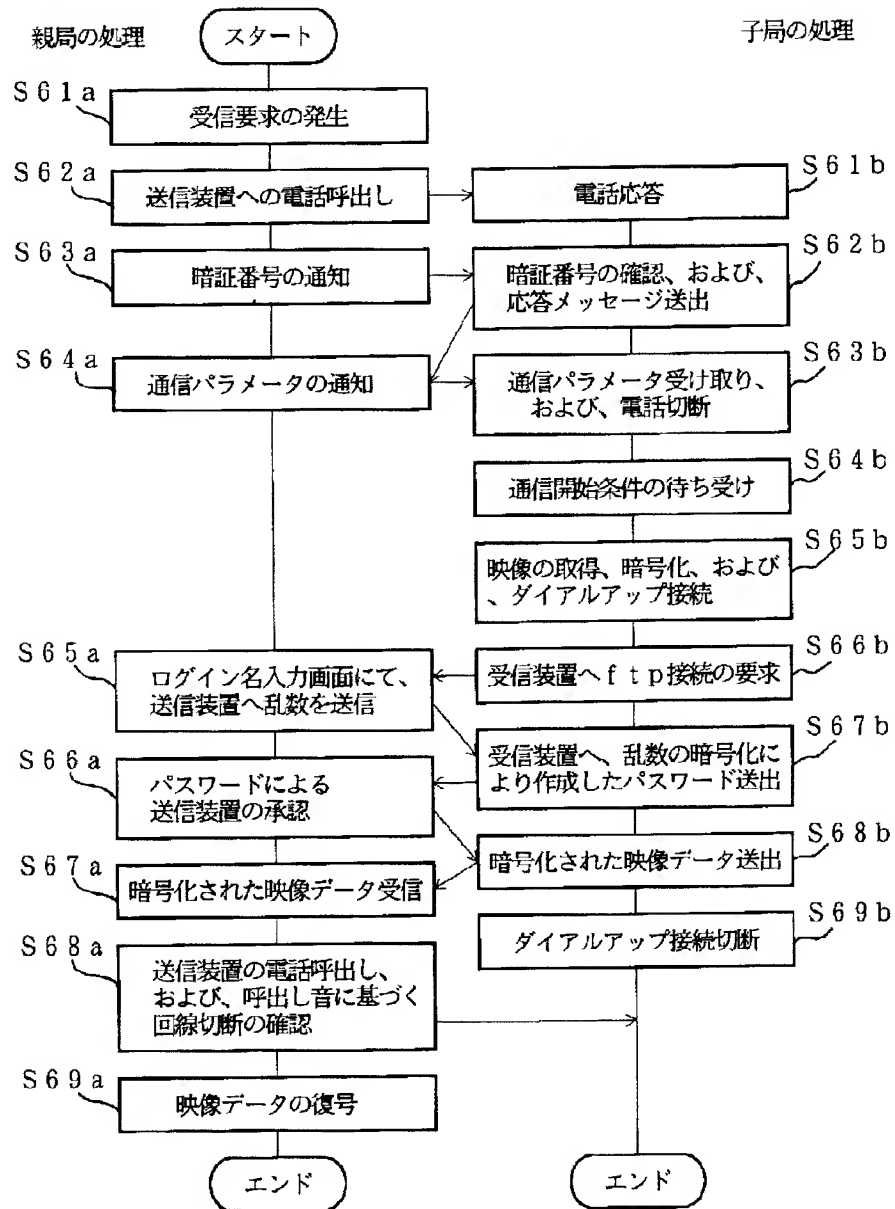 親局の処理
スタート
子局の処理
S61a
受信要求の発生
S62a
送信装置への電話呼出し
S61b
電話応答
S63a
暗証番号の通知
S62b
暗証番号の確認、および、
応答メッセージ送出
S64a
通信パラメータの通知
S63b
通信パラメータ受け取り、
および、電話切断
S64b
通信開始条件の待ち受け
S65b
映像の取得、暗号化、および
、ダイアルアップ接続
S65a
ログイン名入力画面にて、
送信装置へ乱数を送信
S66b
受信装置へftp接続の要求
S66a
パスワードによる
送信装置の承認
S67b
受信装置へ、乱数の暗号化に
より作成したパスワード送出
S67a
暗号化された映像データ受信
S68b
暗号化された映像データ送出
S68a
送信装置の電話呼出し、
および、呼出し音に基づく
回線切断の確認
S69b
ダイアルアップ接続切断
S69a
映像データの復号
エンド
エンド